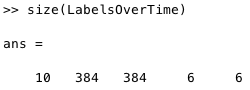 >> size(LabelsOverTime)
ans =
10 384 384 6 6